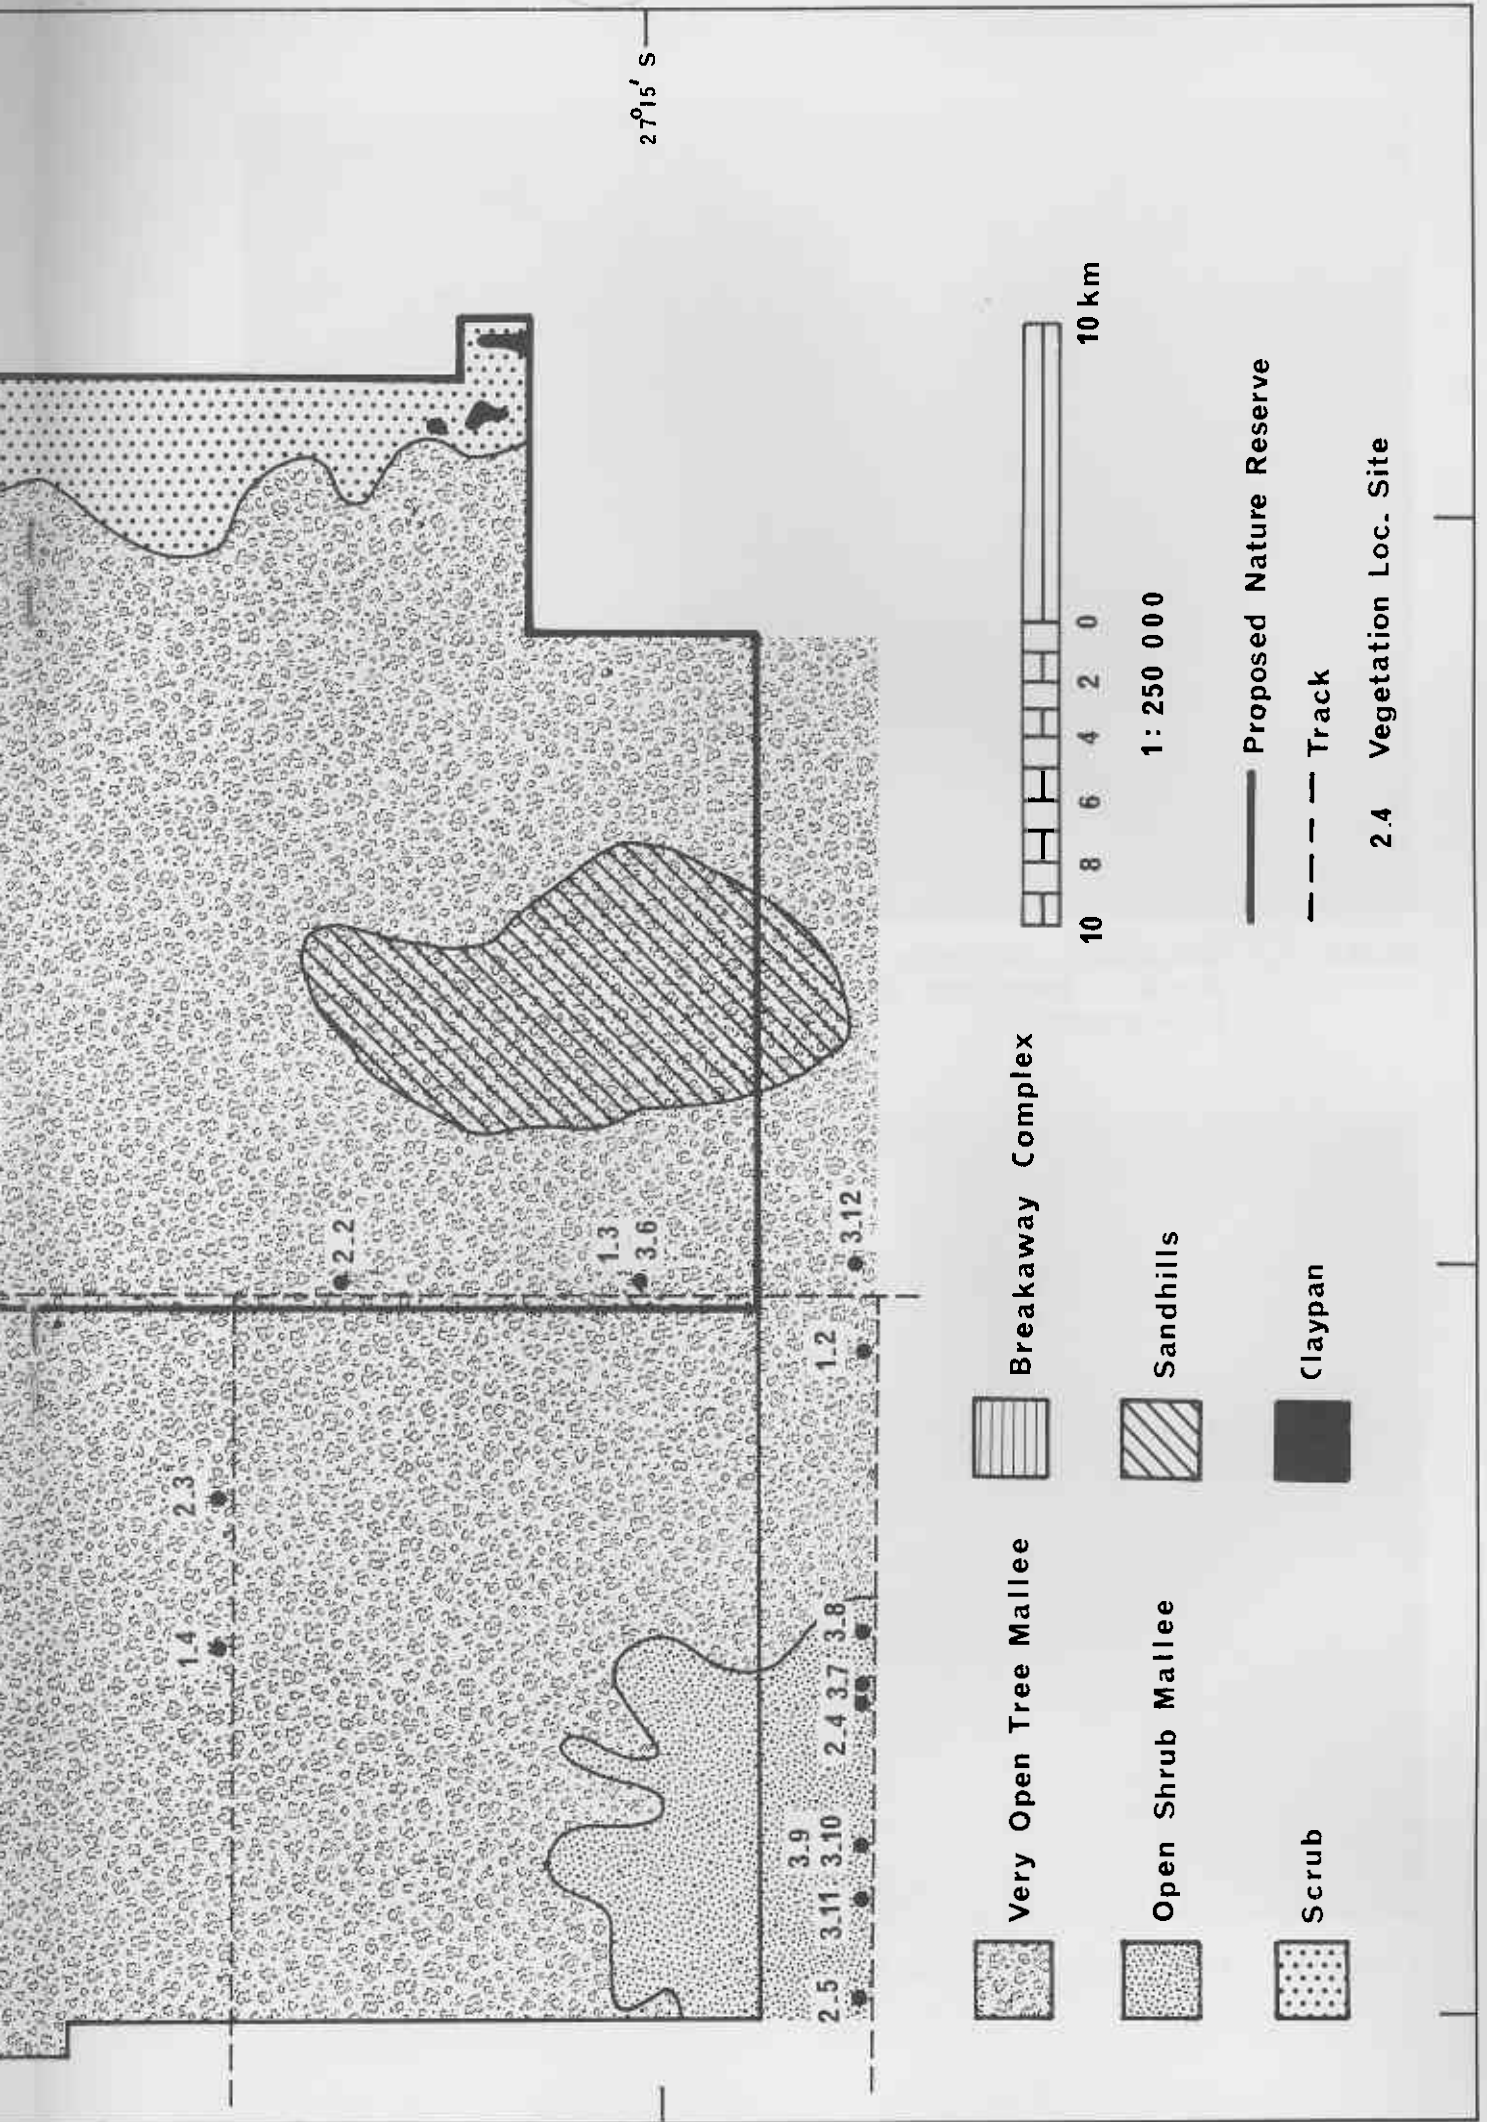 27°15' S
2.2
1.3
3.6
3.12
1.2
2.3
1.4
3.8
3.7
2.4
3.9
3.10
3.11
2.5
Very Open Tree Mallee
Open Shrub Mallee
Scrub
Breakaway Complex
Sandhills
Claypan
10 8 6 4 2 0 10 km
1: 250 000
Proposed Nature Reserve
Track
2.4 Vegetation Loc. Site